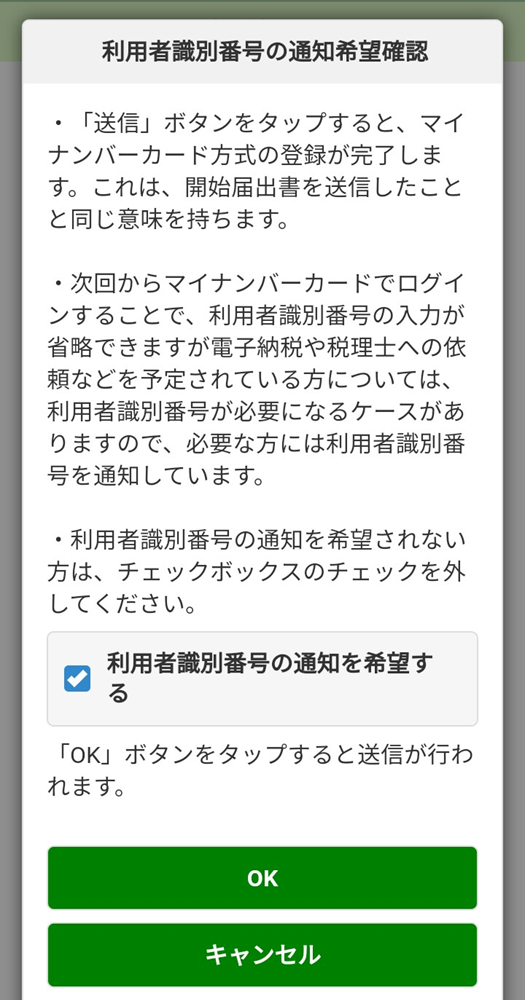 利用者識別番号の通知希望確認
・「送信」ボタンをタップすると、マイ
ナンバーカード方式の登録が完了しま
す。これは、開始届出書を送信したこと
と同じ意味を持ちます。
・次回からマイナンバーカードでログイ
ンすることで、利用者識別番号の入力が
省略できますが電子納税や税理士への依
頼などを予定されている方については、
利用者識別番号が必要になるケースがあ
りますので、必要な方には利用者識別番
号を通知しています。
・利用者識別番号の通知を希望されない
方は、チェックボックスのチェックを外
してください。
利用者識別番号の通知を希望す
る
「OK」ボタンをタップすると送信が行わ
れます。
OK
キャンセル